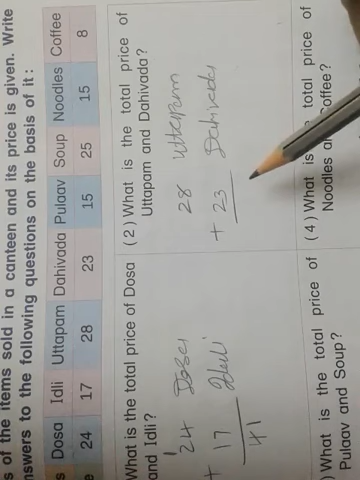 s of the items sold in a canteen and its price is given. Write
nswers to the following questions on the basis of it:
s Dosa Idli Uttapam Dahivada Pulaav Soup Noodles Coffee
e 24 17 28 23 15 25 15 8
What is the total price of Dosa
and Idli?
1
24 Dosa
+ 17 Idli
41
(2) What is the total price of
Uttapam and Dahivada?
28 Uttapam
+ 23 Dahivada
) What is the total price of
Pulaav and Soup?
(4) What is total price of
Noodles a offee?